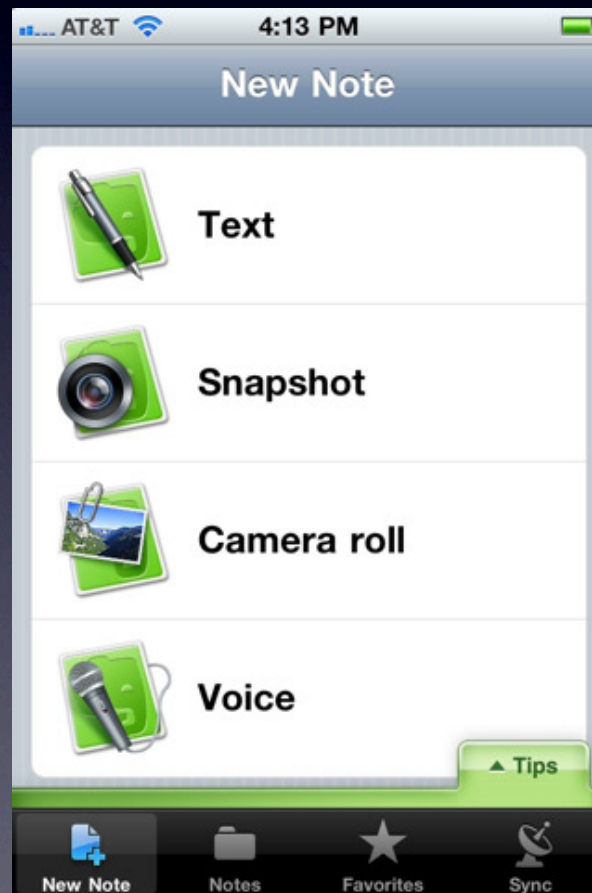 AT&T 4:13 PM
New Note
Text
Snapshot
Camera roll
Voice
Tips
New Note Notes Favorites Sync